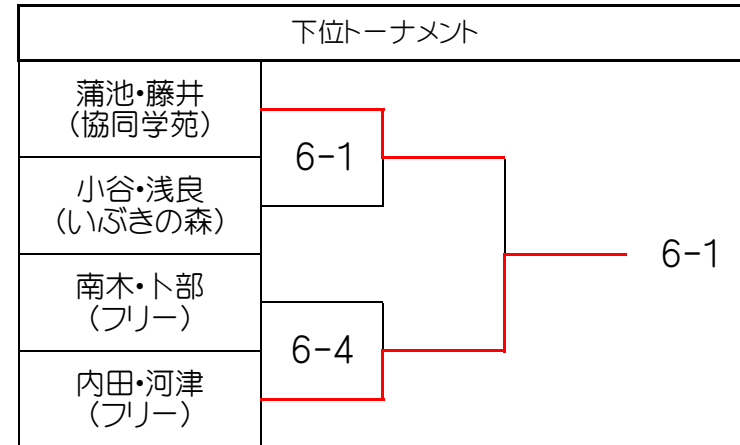 下位トーナメント
蒲池・藤井
（協同学苑）
6-1
小谷・浅良
（いぶきの森）
6-1
南木・卜部
（フリー）
6-4
内田・河津
（フリー）